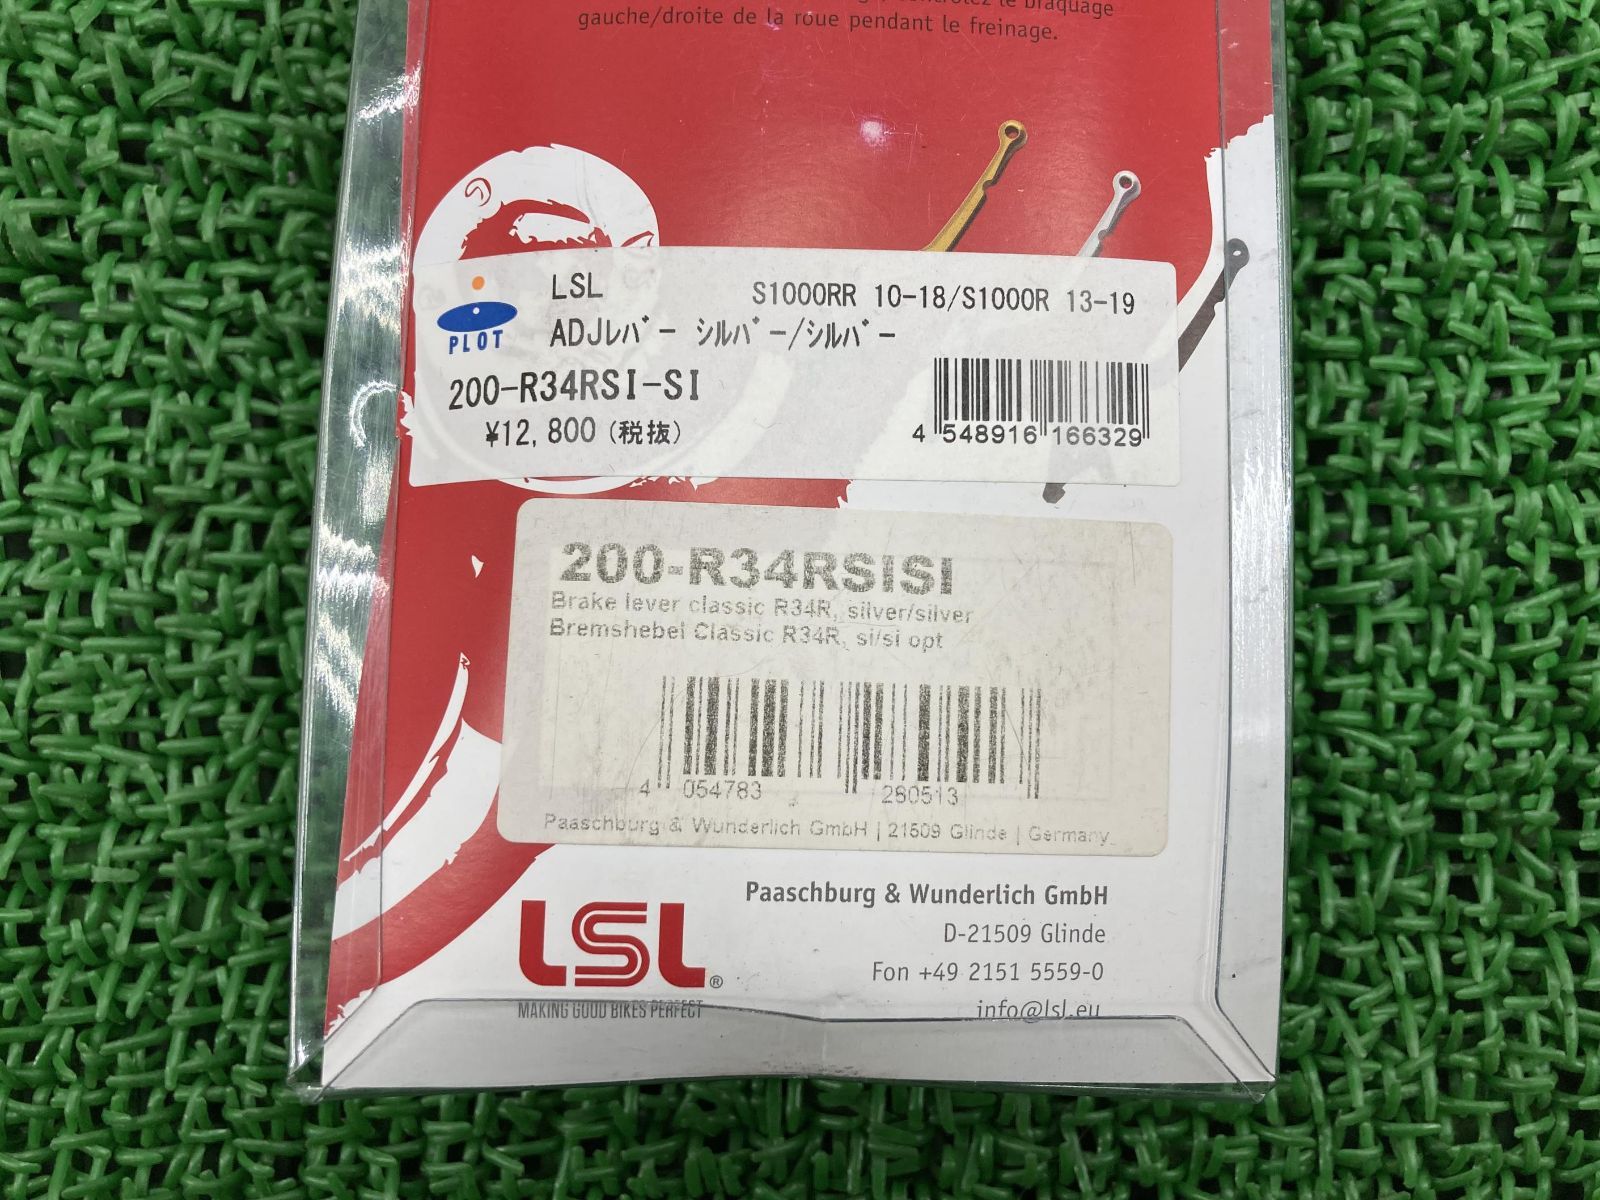 contrôlez le braquage
gauche/droite de la roue pendant le freinage.
PLOT
LSL
S1000RR 10-18/S1000R 13-19
ADJﾚﾊﾞｰ ｼﾙﾊﾞｰ/ｼﾙﾊﾞｰ
200-R34RSI-SI
¥12,800 (税抜)
4 548916 166329
200-R34RSISI
Brake lever classic R34R, silver/silver
Bremshebel Classic R34R, si/si opt
4 054783 280513
Paaschburg & Wunderlich GmbH | 21509 Glinde | Germany
LSL®
MAKING GOOD BIKES PERFECT
Paaschburg & Wunderlich GmbH
D-21509 Glinde
Fon +49 2151 5559-0
info@lsl.eu